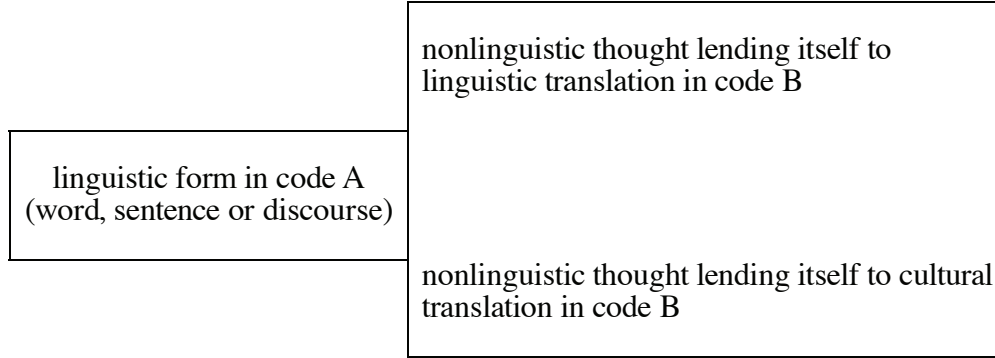 nonlinguistic thought lending itself to
linguistic translation in code B
linguistic form in code A
(word, sentence or discourse)
nonlinguistic thought lending itself to cultural
translation in code B